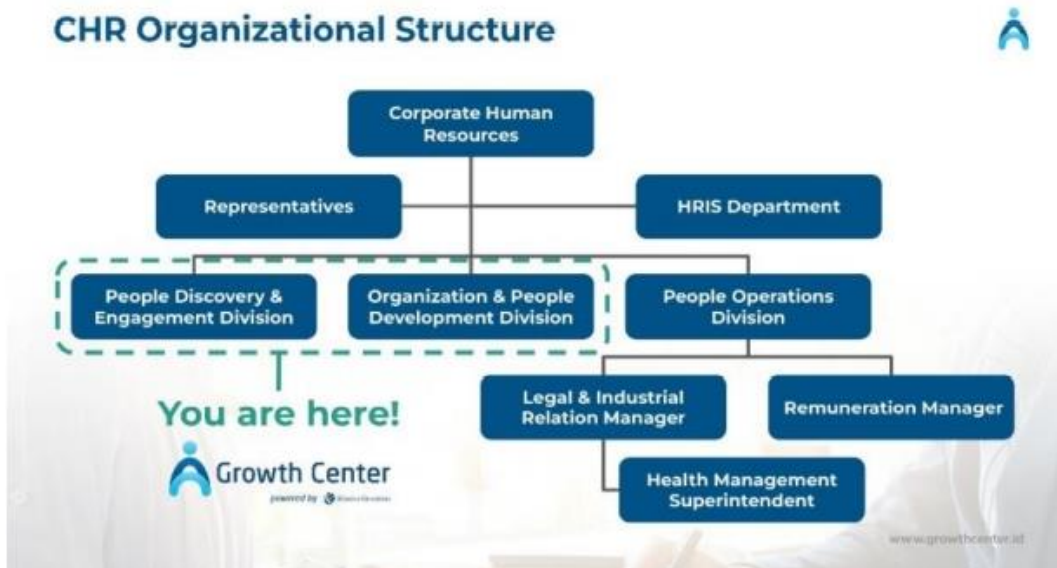 CHR Organizational Structure
Corporate Human
Resources
Representatives
HRIS Department
People Discovery &
Engagement Division
Organization & People
Development Division
People Operations
Division
You are here!
Growth Center
powered by
Legal & Industrial
Relation Manager
Remuneration Manager
Health Management
Superintendent
www.growthcenter.id